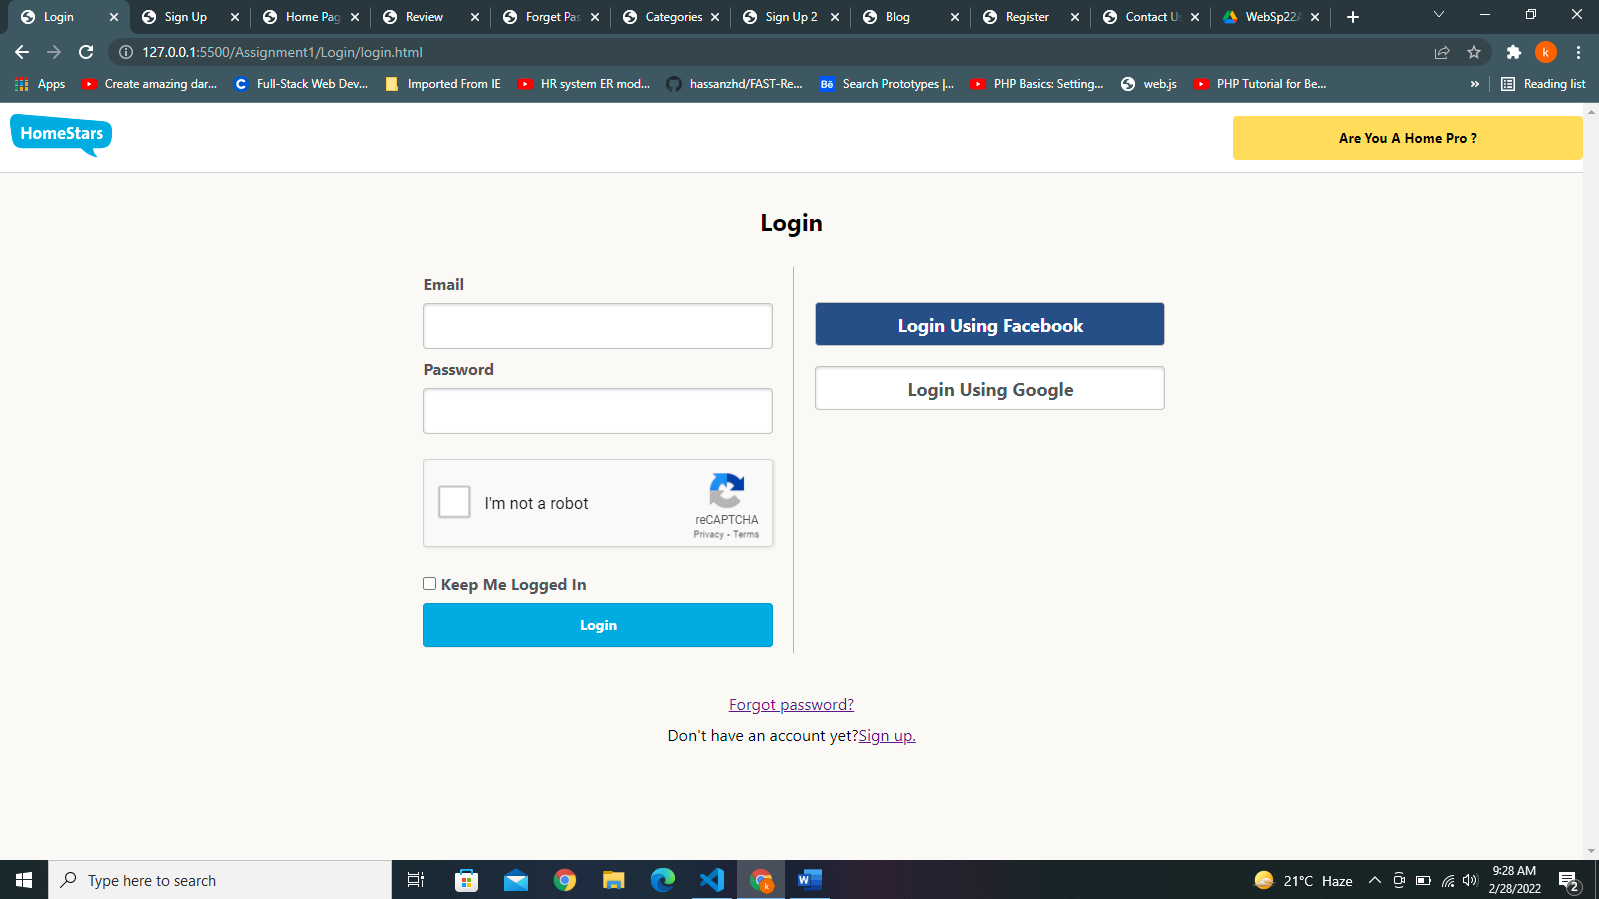 Login
Sign Up
Home Pag
Review
Forget Pas
Categories
Sign Up 2
Blog
Register
Contact Us
WebSp22A
127.0.0.1:5500/Assignment1/Login/login.html
k
Apps
Create amazing dar...
Full-Stack Web Dev...
Imported From IE
HR system ER mod...
hassanzhd/FAST-Re...
Bē Search Prototypes |...
PHP Basics: Setting...
web.js
PHP Tutorial for Be...
»
Reading list
HomeStars
Are You A Home Pro ?
Login
Email
Login Using Facebook
Password
Login Using Google
I'm not a robot
reCAPTCHA
Privacy - Terms
Keep Me Logged In
Login
Forgot password?
Don't have an account yet?Sign up.
Type here to search
21°C Haze
9:28 AM
2/28/2022
2